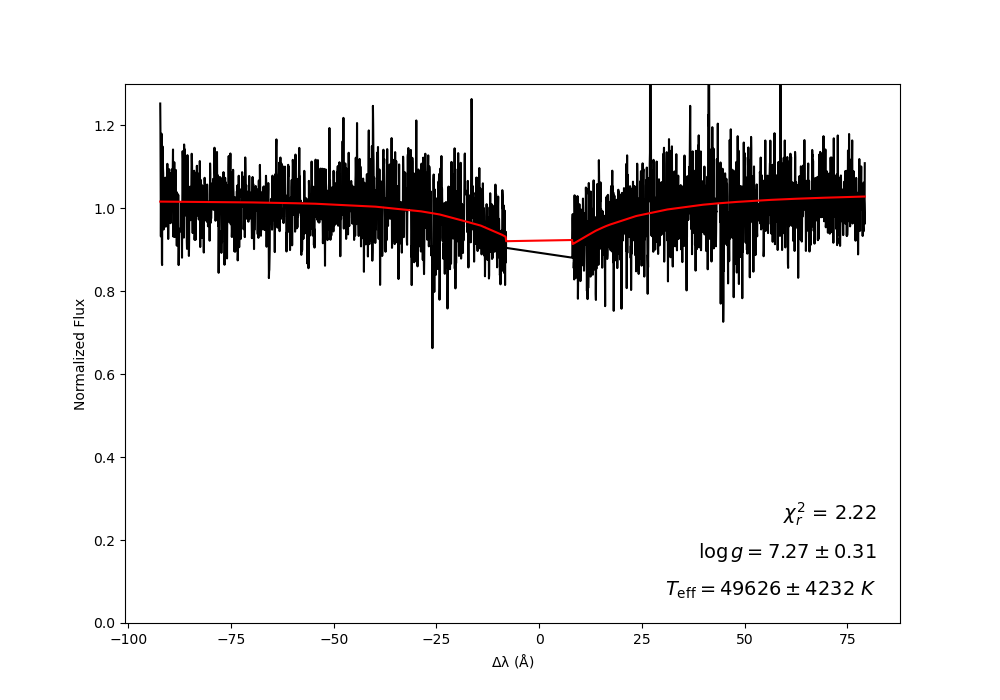 1.2
1.0
0.8
0.6
0.4
0.2
0.0
Normalized Flux
χ²ᵣ = 2.22
log g = 7.27 ± 0.31
T_eff = 49626 ± 4232 K
−100 −75 −50 −25 0 25 50 75
Δλ (Å)